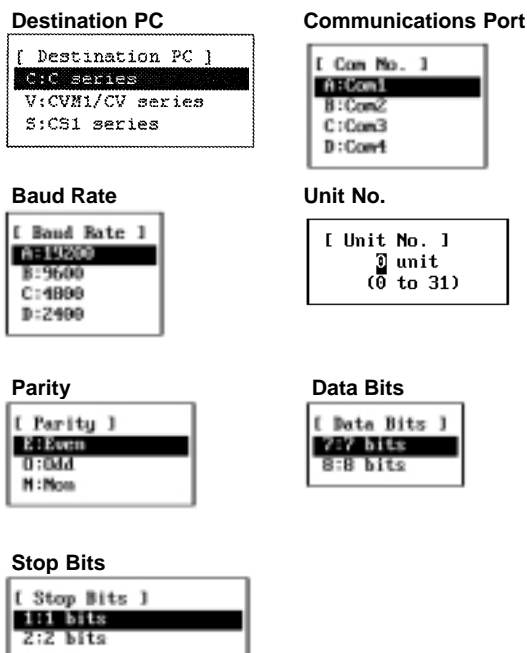 Destination PC
[ Destination PC ]
C:C series
V:CVM1/CV series
S:CS1 series
Communications Port
[ Com No. ]
A:Com1
B:Com2
C:Com3
D:Com4
Baud Rate
[ Baud Rate ]
A:19200
B:9600
C:4800
D:2400
Unit No.
[ Unit No. ]
0 unit
(0 to 31)
Parity
[ Parity ]
E:Even
O:Odd
N:Non
Data Bits
[ Data Bits ]
7:7 bits
8:8 bits
Stop Bits
[ Stop Bits ]
1:1 bits
2:2 bits